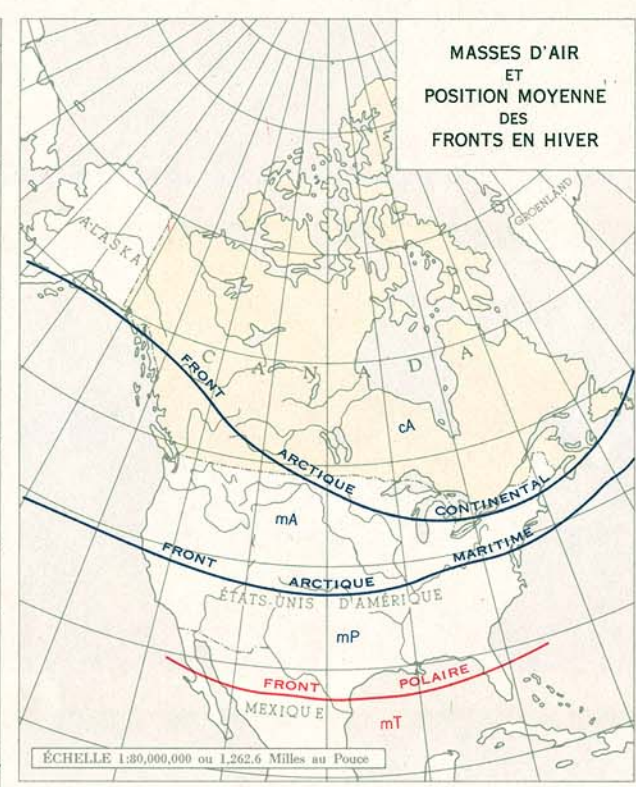 MASSES D'AIR
ET
POSITION MOYENNE
DES
FRONTS EN HIVER
GROENLAND
ALASKA
CANADA
FRONT ARCTIQUE CONTINENTAL
cA
mA
FRONT ARCTIQUE MARITIME
ÉTATS-UNIS D'AMÉRIQUE
mP
FRONT POLAIRE
MEXIQUE
mT
ÉCHELLE 1:80,000,000 ou 1,262.6 Milles au Pouce